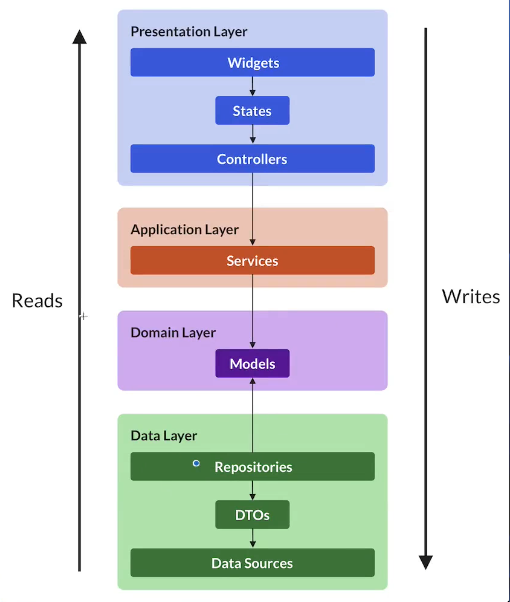 Presentation Layer
Widgets
States
Controllers
Application Layer
Services
Reads
Writes
Domain Layer
Models
Data Layer
Repositories
DTOs
Data Sources